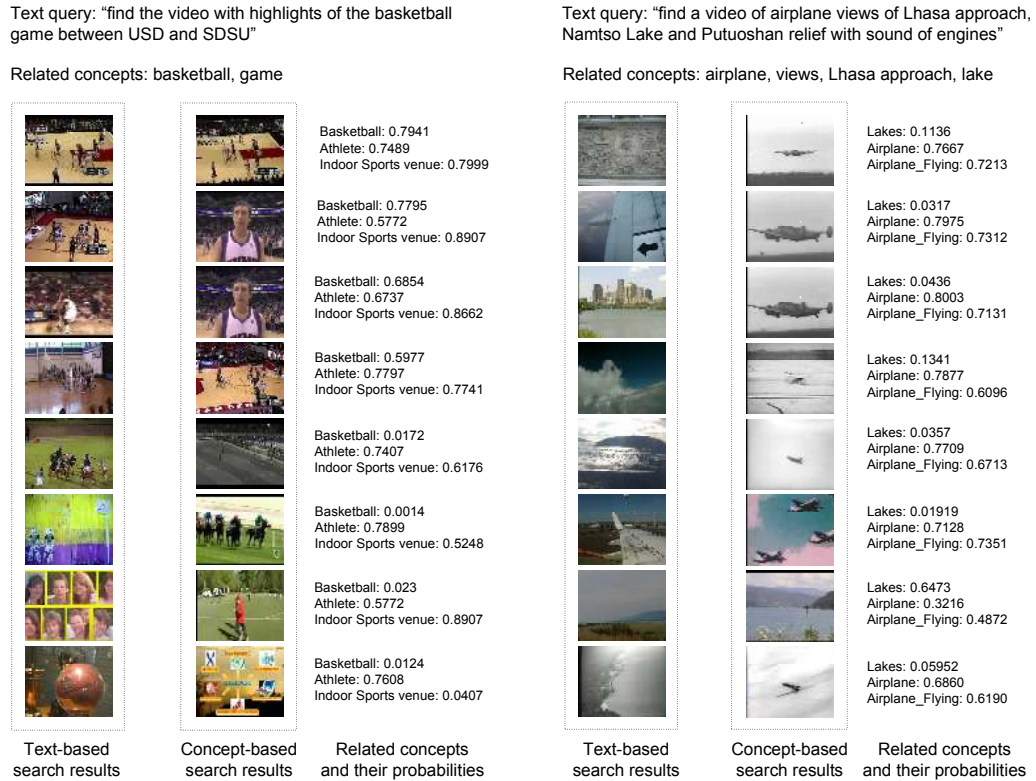 Text query: “find the video with highlights of the basketball
game between USD and SDSU”
Related concepts: basketball, game
Basketball: 0.7941
Athlete: 0.7489
Indoor Sports venue: 0.7999
Basketball: 0.7795
Athlete: 0.5772
Indoor Sports venue: 0.8907
Basketball: 0.6854
Athlete: 0.6737
Indoor Sports venue: 0.8662
Basketball: 0.5977
Athlete: 0.7797
Indoor Sports venue: 0.7741
Basketball: 0.0172
Athlete: 0.7407
Indoor Sports venue: 0.6176
Basketball: 0.0014
Athlete: 0.7899
Indoor Sports venue: 0.5248
Basketball: 0.023
Athlete: 0.5772
Indoor Sports venue: 0.8907
Basketball: 0.0124
Athlete: 0.7608
Indoor Sports venue: 0.0407
Text-based
search results
Concept-based
search results
Related concepts
and their probabilities
Text query: “find a video of airplane views of Lhasa approach,
Namtso Lake and Putuoshan relief with sound of engines”
Related concepts: airplane, views, Lhasa approach, lake
Lakes: 0.1136
Airplane: 0.7667
Airplane_Flying: 0.7213
Lakes: 0.0317
Airplane: 0.7975
Airplane_Flying: 0.7312
Lakes: 0.0436
Airplane: 0.8003
Airplane_Flying: 0.7131
Lakes: 0.1341
Airplane: 0.7877
Airplane_Flying: 0.6096
Lakes: 0.0357
Airplane: 0.7709
Airplane_Flying: 0.6713
Lakes: 0.01919
Airplane: 0.7128
Airplane_Flying: 0.7351
Lakes: 0.6473
Airplane: 0.3216
Airplane_Flying: 0.4872
Lakes: 0.05952
Airplane: 0.6860
Airplane_Flying: 0.6190
Text-based
search results
Concept-based
search results
Related concepts
and their probabilities